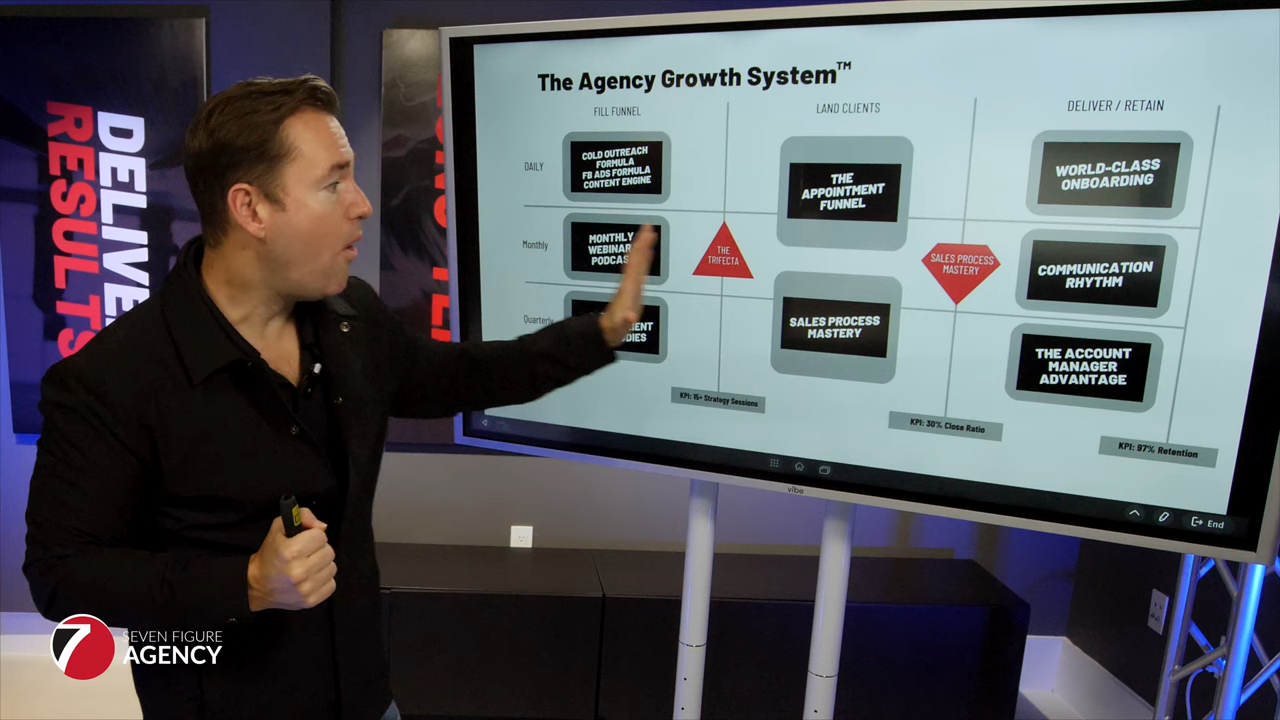 DELIVER
RESULTS
The Agency Growth System™
FILL FUNNEL
LAND CLIENTS
DELIVER / RETAIN
DAILY
COLD OUTREACH
FORMULA
FB ADS FORMULA
CONTENT ENGINE
THE
APPOINTMENT
FUNNEL
WORLD-CLASS
ONBOARDING
Monthly
MONTHLY
WEBINAR
PODCAS
THE
TRIFECTA
SALES PROCESS
MASTERY
COMMUNICATION
RHYTHM
Quarterly
SALES PROCESS
MASTERY
THE ACCOUNT
MANAGER
ADVANTAGE
KPI: 15+ Strategy Sessions
KPI: 30% Close Ratio
KPI: 97% Retention
vibe
End
7
SEVEN FIGURE
AGENCY